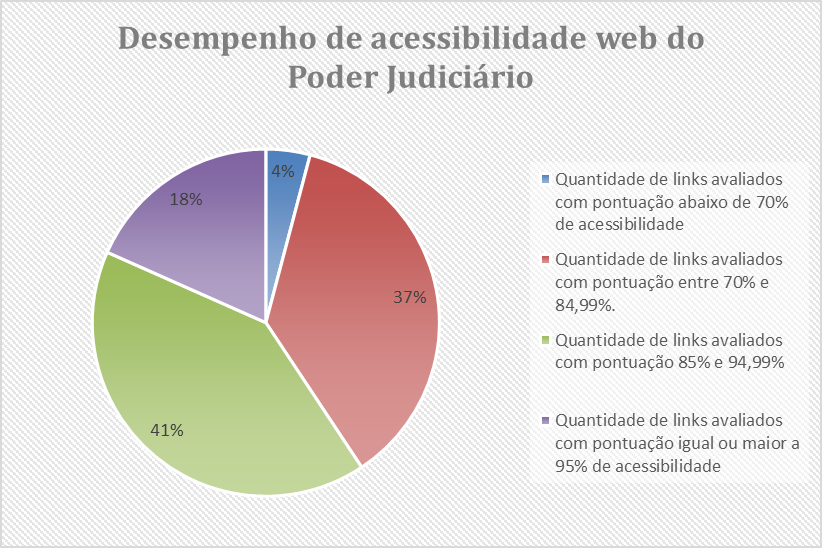 Desempenho de acessibilidade web do
Poder Judiciário
4%
37%
41%
18%
Quantidade de links avaliados
com pontuação abaixo de 70%
de acessibilidade
Quantidade de links avaliados
com pontuação entre 70% e
84,99%.
Quantidade de links avaliados
com pontuação 85% e 94,99%
Quantidade de links avaliados
com pontuação igual ou maior a
95% de acessibilidade